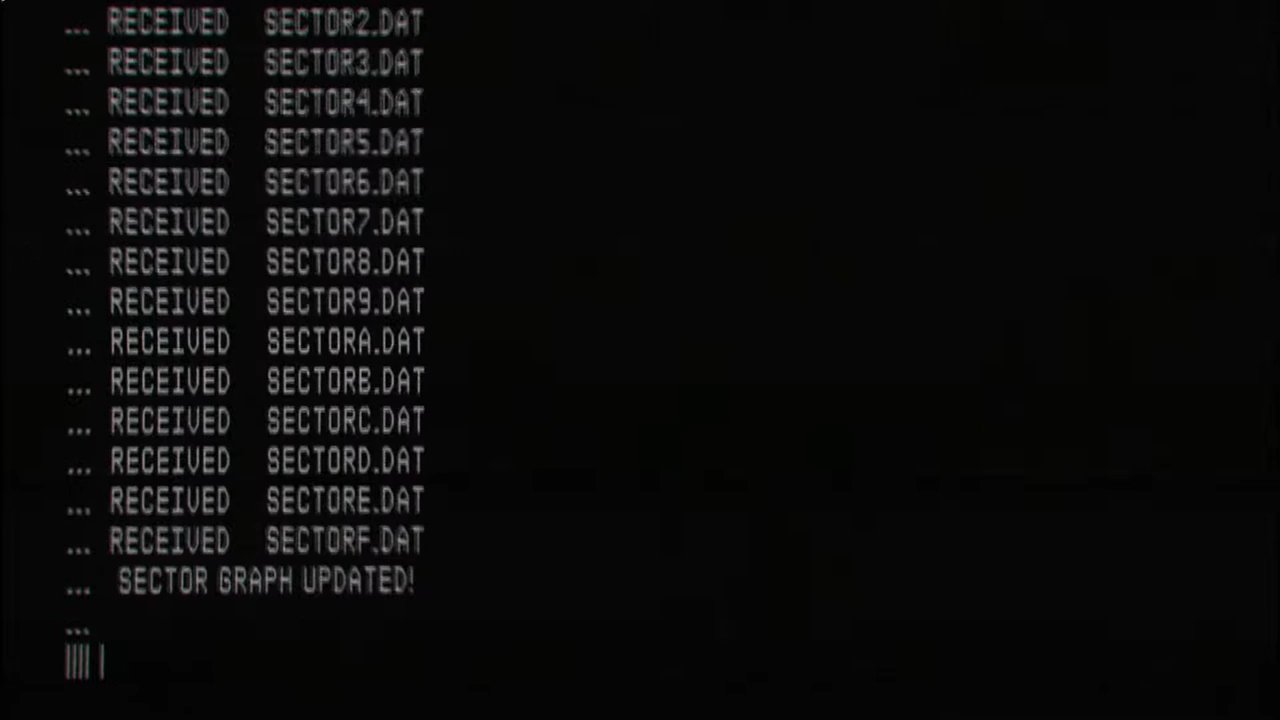 ... RECEIVED SECTOR2.DAT
... RECEIVED SECTOR3.DAT
... RECEIVED SECTOR4.DAT
... RECEIVED SECTOR5.DAT
... RECEIVED SECTOR6.DAT
... RECEIVED SECTOR7.DAT
... RECEIVED SECTOR8.DAT
... RECEIVED SECTOR9.DAT
... RECEIVED SECTORA.DAT
... RECEIVED SECTORB.DAT
... RECEIVED SECTORC.DAT
... RECEIVED SECTORD.DAT
... RECEIVED SECTORE.DAT
... RECEIVED SECTORF.DAT
... SECTOR GRAPH UPDATED!
...
|||| |